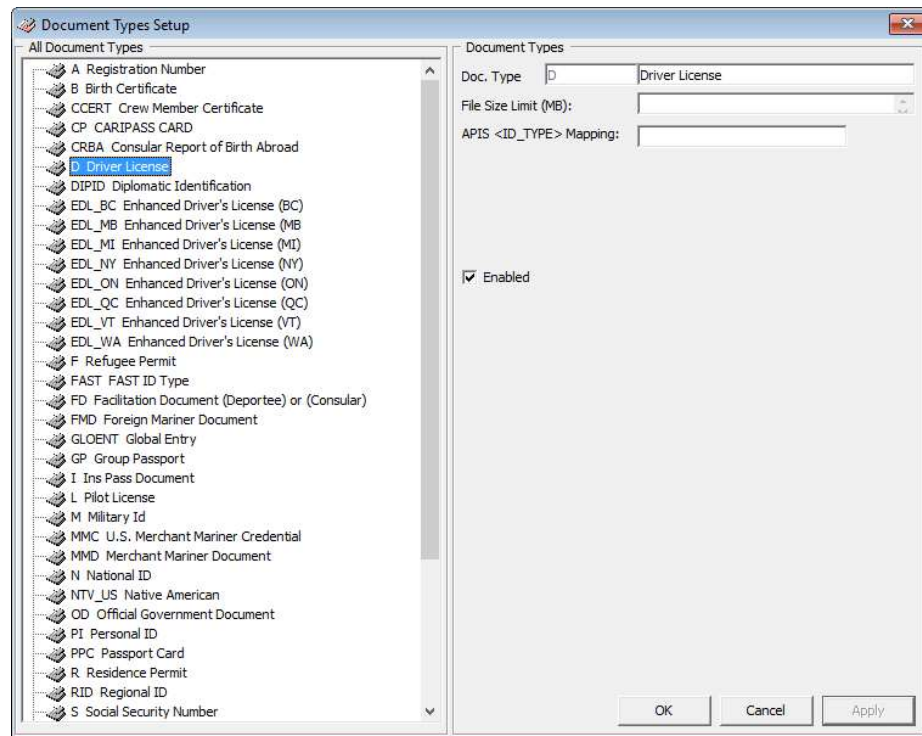 Document Types Setup
All Document Types
A Registration Number
B Birth Certificate
CCERT Crew Member Certificate
CP CARIPASS CARD
CRBA Consular Report of Birth Abroad
D Driver License
DIPID Diplomatic Identification
EDL_BC Enhanced Driver's License (BC)
EDL_MB Enhanced Driver's License (MB
EDL_MI Enhanced Driver's License (MI)
EDL_NY Enhanced Driver's License (NY)
EDL_ON Enhanced Driver's License (ON)
EDL_QC Enhanced Driver's License (QC)
EDL_VT Enhanced Driver's License (VT)
EDL_WA Enhanced Driver's License (WA)
F Refugee Permit
FAST FAST ID Type
FD Facilitation Document (Deportee) or (Consular)
FMD Foreign Mariner Document
GLOENT Global Entry
GP Group Passport
I Ins Pass Document
L Pilot License
M Military Id
MMC U.S. Merchant Mariner Credential
MMD Merchant Mariner Document
N National ID
NTV_US Native American
OD Official Government Document
PI Personal ID
PPC Passport Card
R Residence Permit
RID Regional ID
S Social Security Number
Document Types
Doc. Type D Driver License
File Size Limit (MB):
APIS <ID_TYPE> Mapping:
Enabled
OK Cancel Apply